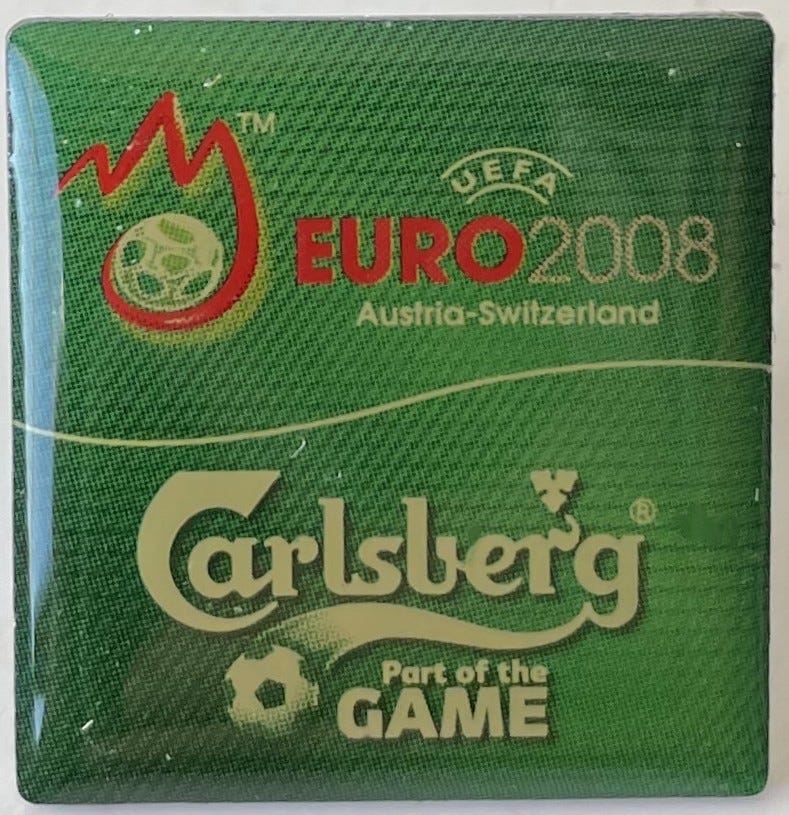 TM
UEFA
EURO2008
Austria-Switzerland
Carlsberg®
Part of the
GAME